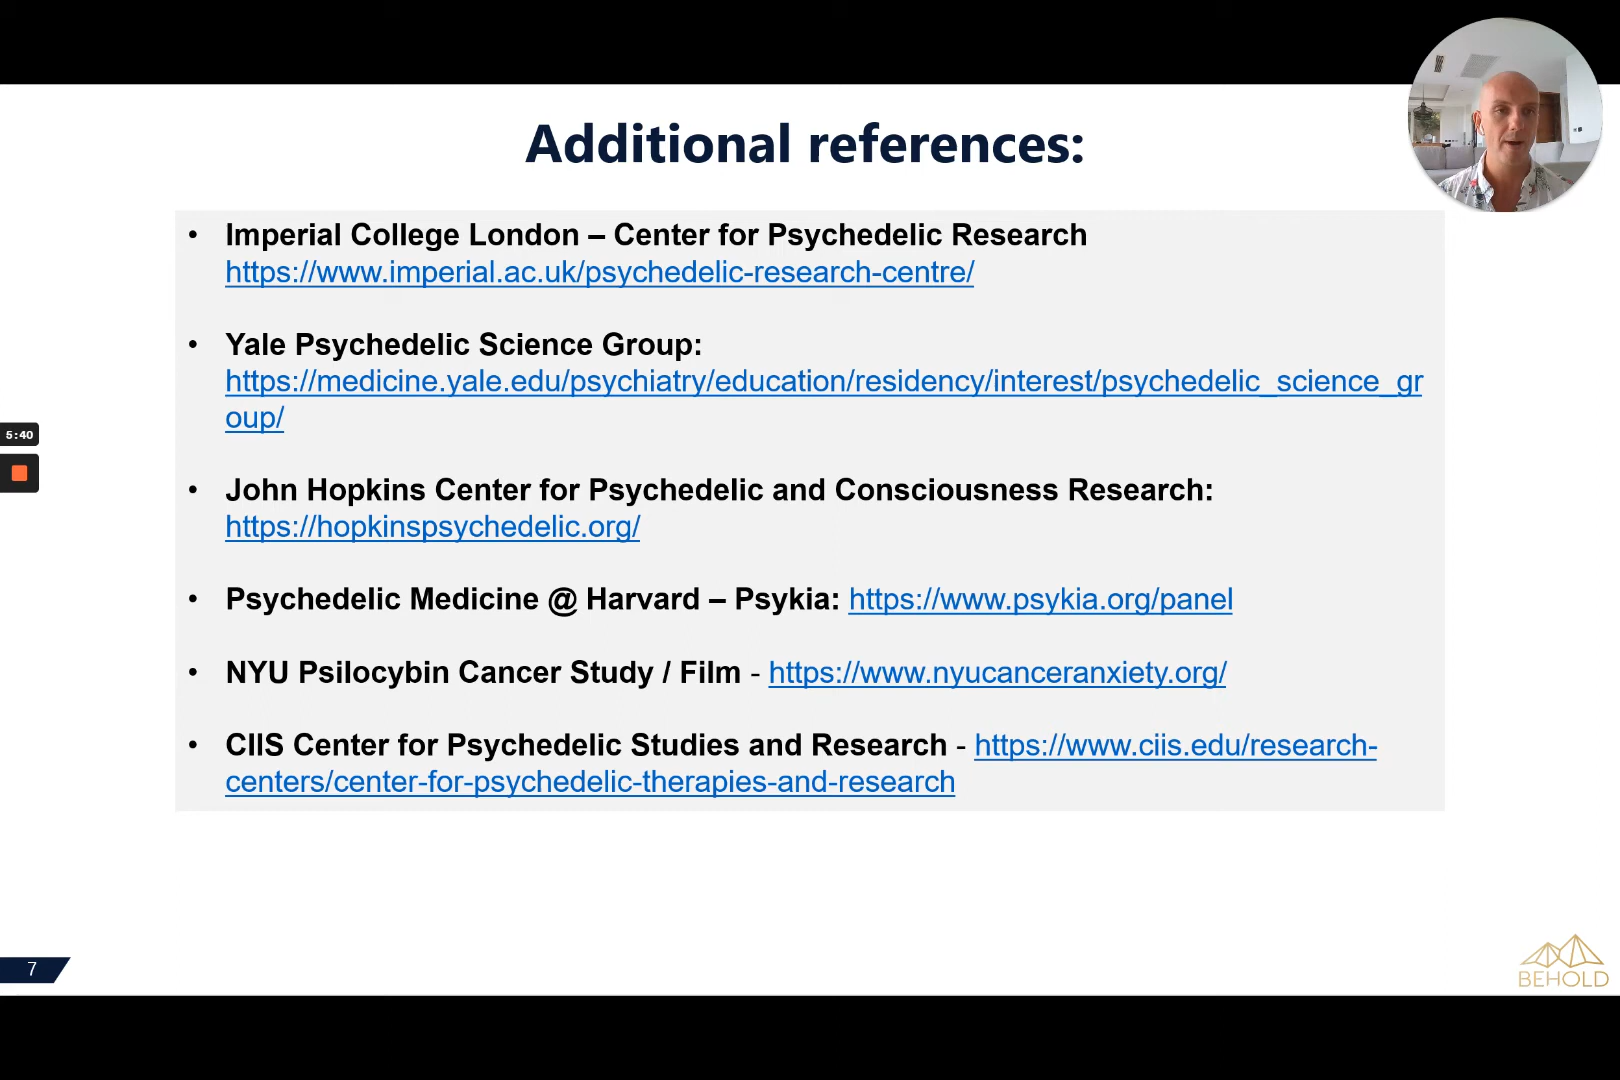 Additional references:
• Imperial College London – Center for Psychedelic Research
https://www.imperial.ac.uk/psychedelic-research-centre/
• Yale Psychedelic Science Group:
https://medicine.yale.edu/psychiatry/education/residency/interest/psychedelic_science_gr
oup/
5:40
• John Hopkins Center for Psychedelic and Consciousness Research:
https://hopkinspsychedelic.org/
• Psychedelic Medicine @ Harvard – Psykia: https://www.psykia.org/panel
• NYU Psilocybin Cancer Study / Film - https://www.nyucanceranxiety.org/
• CIIS Center for Psychedelic Studies and Research - https://www.ciis.edu/research-
centers/center-for-psychedelic-therapies-and-research
7
BEHOLD